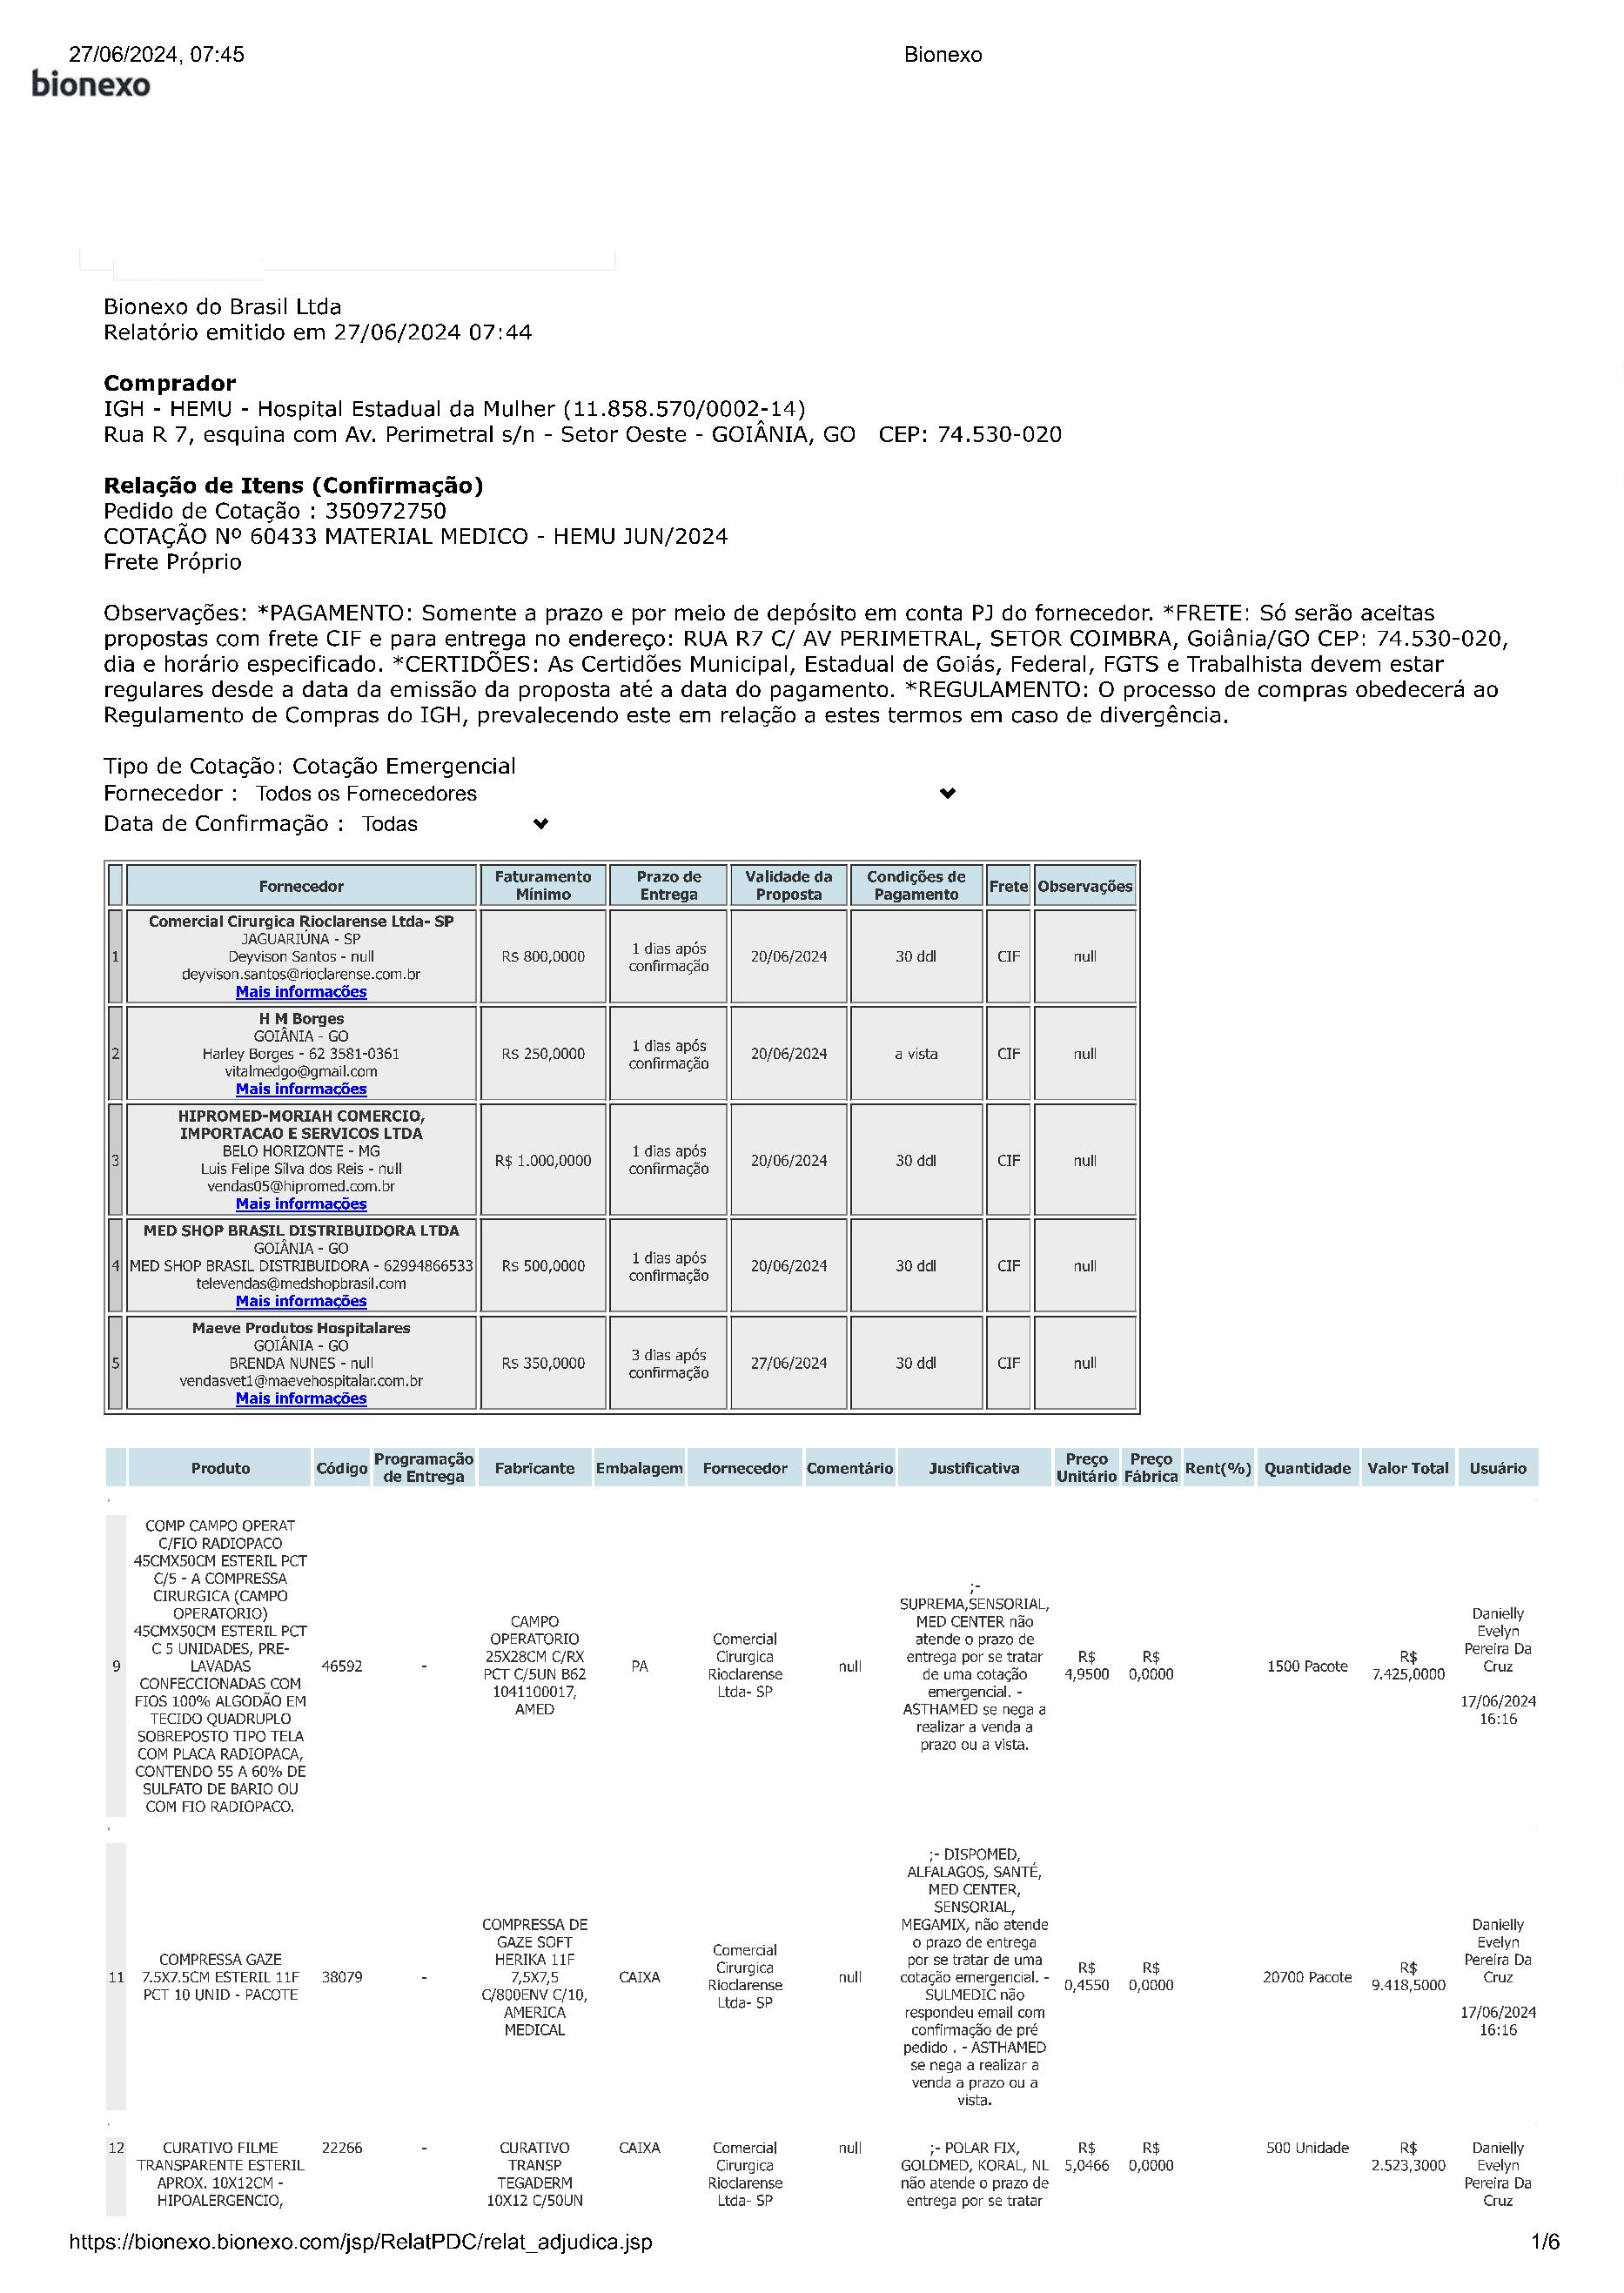 27/06/2024, 07:45 Bionexo
bionexo
Bionexo do Brasil Ltda
Relatório emitido em 27/06/2024 07:44
Comprador
IGH - HEMU - Hospital Estadual da Mulher (11.858.570/0002-14)
Rua R 7, esquina com Av. Perimetral s/n - Setor Oeste - GOIÂNIA, GO CEP: 74.530-020
Relação de Itens (Confirmação)
Pedido de Cotação : 350972750
COTAÇÃO Nº 60433 MATERIAL MEDICO - HEMU JUN/2024
Frete Próprio
Observações: *PAGAMENTO: Somente a prazo e por meio de depósito em conta PJ do fornecedor. *FRETE: Só serão aceitas
propostas com frete CIF e para entrega no endereço: RUA R7 C/ AV PERIMETRAL, SETOR COIMBRA, Goiânia/GO CEP: 74.530-020,
dia e horário especificado. *CERTIDÕES: As Certidões Municipal, Estadual de Goiás, Federal, FGTS e Trabalhista devem estar
regulares desde a data da emissão da proposta até a data do pagamento. *REGULAMENTO: O processo de compras obedecerá ao
Regulamento de Compras do IGH, prevalecendo este em relação a estes termos em caso de divergência.
Tipo de Cotação: Cotação Emergencial
Fornecedor : Todos os Fornecedores
Data de Confirmação : Todas
Fornecedor
Faturamento
Mínimo
Prazo de
Entrega
Validade da
Proposta
Condições de
Pagamento
Frete
Observações
1
Comercial Cirurgica Rioclarense Ltda- SP
JAGUARIÚNA - SP
Deyvison Santos - null
deyvison.santos@rioclarense.com.br
Mais informações
R$ 800,0000
1 dias após
confirmação
20/06/2024
30 ddl
CIF
null
2
H M Borges
GOIÂNIA - GO
Harley Borges - 62 3581-0361
vitalmedgo@gmail.com
Mais informações
R$ 250,0000
1 dias após
confirmação
20/06/2024
a vista
CIF
null
3
HIPROMED-MORIAH COMERCIO,
IMPORTACAO E SERVICOS LTDA
BELO HORIZONTE - MG
Luis Felipe Silva dos Reis - null
vendas05@hipromed.com.br
Mais informações
R$ 1.000,0000
1 dias após
confirmação
20/06/2024
30 ddl
CIF
null
4
MED SHOP BRASIL DISTRIBUIDORA LTDA
GOIÂNIA - GO
MED SHOP BRASIL DISTRIBUIDORA - 62994866533
televendas@medshopbrasil.com
Mais informações
R$ 500,0000
1 dias após
confirmação
20/06/2024
30 ddl
CIF
null
5
Maeve Produtos Hospitalares
GOIÂNIA - GO
BRENDA NUNES - null
vendasvet1@maevehospitalar.com.br
Mais informações
R$ 350,0000
3 dias após
confirmação
27/06/2024
30 ddl
CIF
null
Produto
Código
Programação
de Entrega
Fabricante
Embalagem
Fornecedor
Comentário
Justificativa
Preço
Unitário
Preço
Fábrica
Rent(%)
Quantidade
Valor Total
Usuário
9
COMP CAMPO OPERAT
C/FIO RADIOPACO
45CMX50CM ESTERIL PCT
C/5 - A COMPRESSA
CIRURGICA (CAMPO
OPERATORIO)
45CMX50CM ESTERIL PCT
C 5 UNIDADES, PRE-
LAVADAS
CONFECCIONADAS COM
FIOS 100% ALGODÃO EM
TECIDO QUADRUPLO
SOBREPOSTO TIPO TELA
COM PLACA RADIOPACA,
CONTENDO 55 A 60% DE
SULFATO DE BARIO OU
COM FIO RADIOPACO.
46592
-
CAMPO
OPERATORIO
25X28CM C/RX
PCT C/5UN B62
1041100017,
AMED
PA
Comercial
Cirurgica
Rioclarense
Ltda- SP
null
;-
SUPREMA,SENSORIAL,
MED CENTER não
atende o prazo de
entrega por se tratar
de uma cotação
emergencial. -
ASTHAMED se nega a
realizar a venda a
prazo ou a vista.
R$
4,9500
R$
0,0000
1500 Pacote
R$
7.425,0000
Danielly
Evelyn
Pereira Da
Cruz
17/06/2024
16:16
11
COMPRESSA GAZE
7.5X7.5CM ESTERIL 11F
PCT 10 UNID - PACOTE
38079
-
COMPRESSA DE
GAZE SOFT
HERIKA 11F
7,5X7,5
C/800ENV C/10,
AMERICA
MEDICAL
CAIXA
Comercial
Cirurgica
Rioclarense
Ltda- SP
null
;- DISPOMED,
ALFALAGOS, SANTÉ,
MED CENTER,
SENSORIAL,
MEGAMIX, não atende
o prazo de entrega
por se tratar de uma
cotação emergencial. -
SULMEDIC não
respondeu email com
confirmação de pré
pedido . - ASTHAMED
se nega a realizar a
venda a prazo ou a
vista.
R$
0,4550
R$
0,0000
20700 Pacote
R$
9.418,5000
Danielly
Evelyn
Pereira Da
Cruz
17/06/2024
16:16
12
CURATIVO FILME
TRANSPARENTE ESTERIL
APROX. 10X12CM -
HIPOALERGENCIO,
22266
-
CURATIVO
TRANSP
TEGADERM
10X12 C/50UN
CAIXA
Comercial
Cirurgica
Rioclarense
Ltda- SP
null
;- POLAR FIX,
GOLDMED, KORAL, NL
não atende o prazo de
entrega por se tratar
R$
5,0466
R$
0,0000
500 Unidade
R$
2.523,3000
Danielly
Evelyn
Pereira Da
Cruz
https://bionexo.bionexo.com/jsp/RelatPDC/relat_adjudica.jsp 1/6